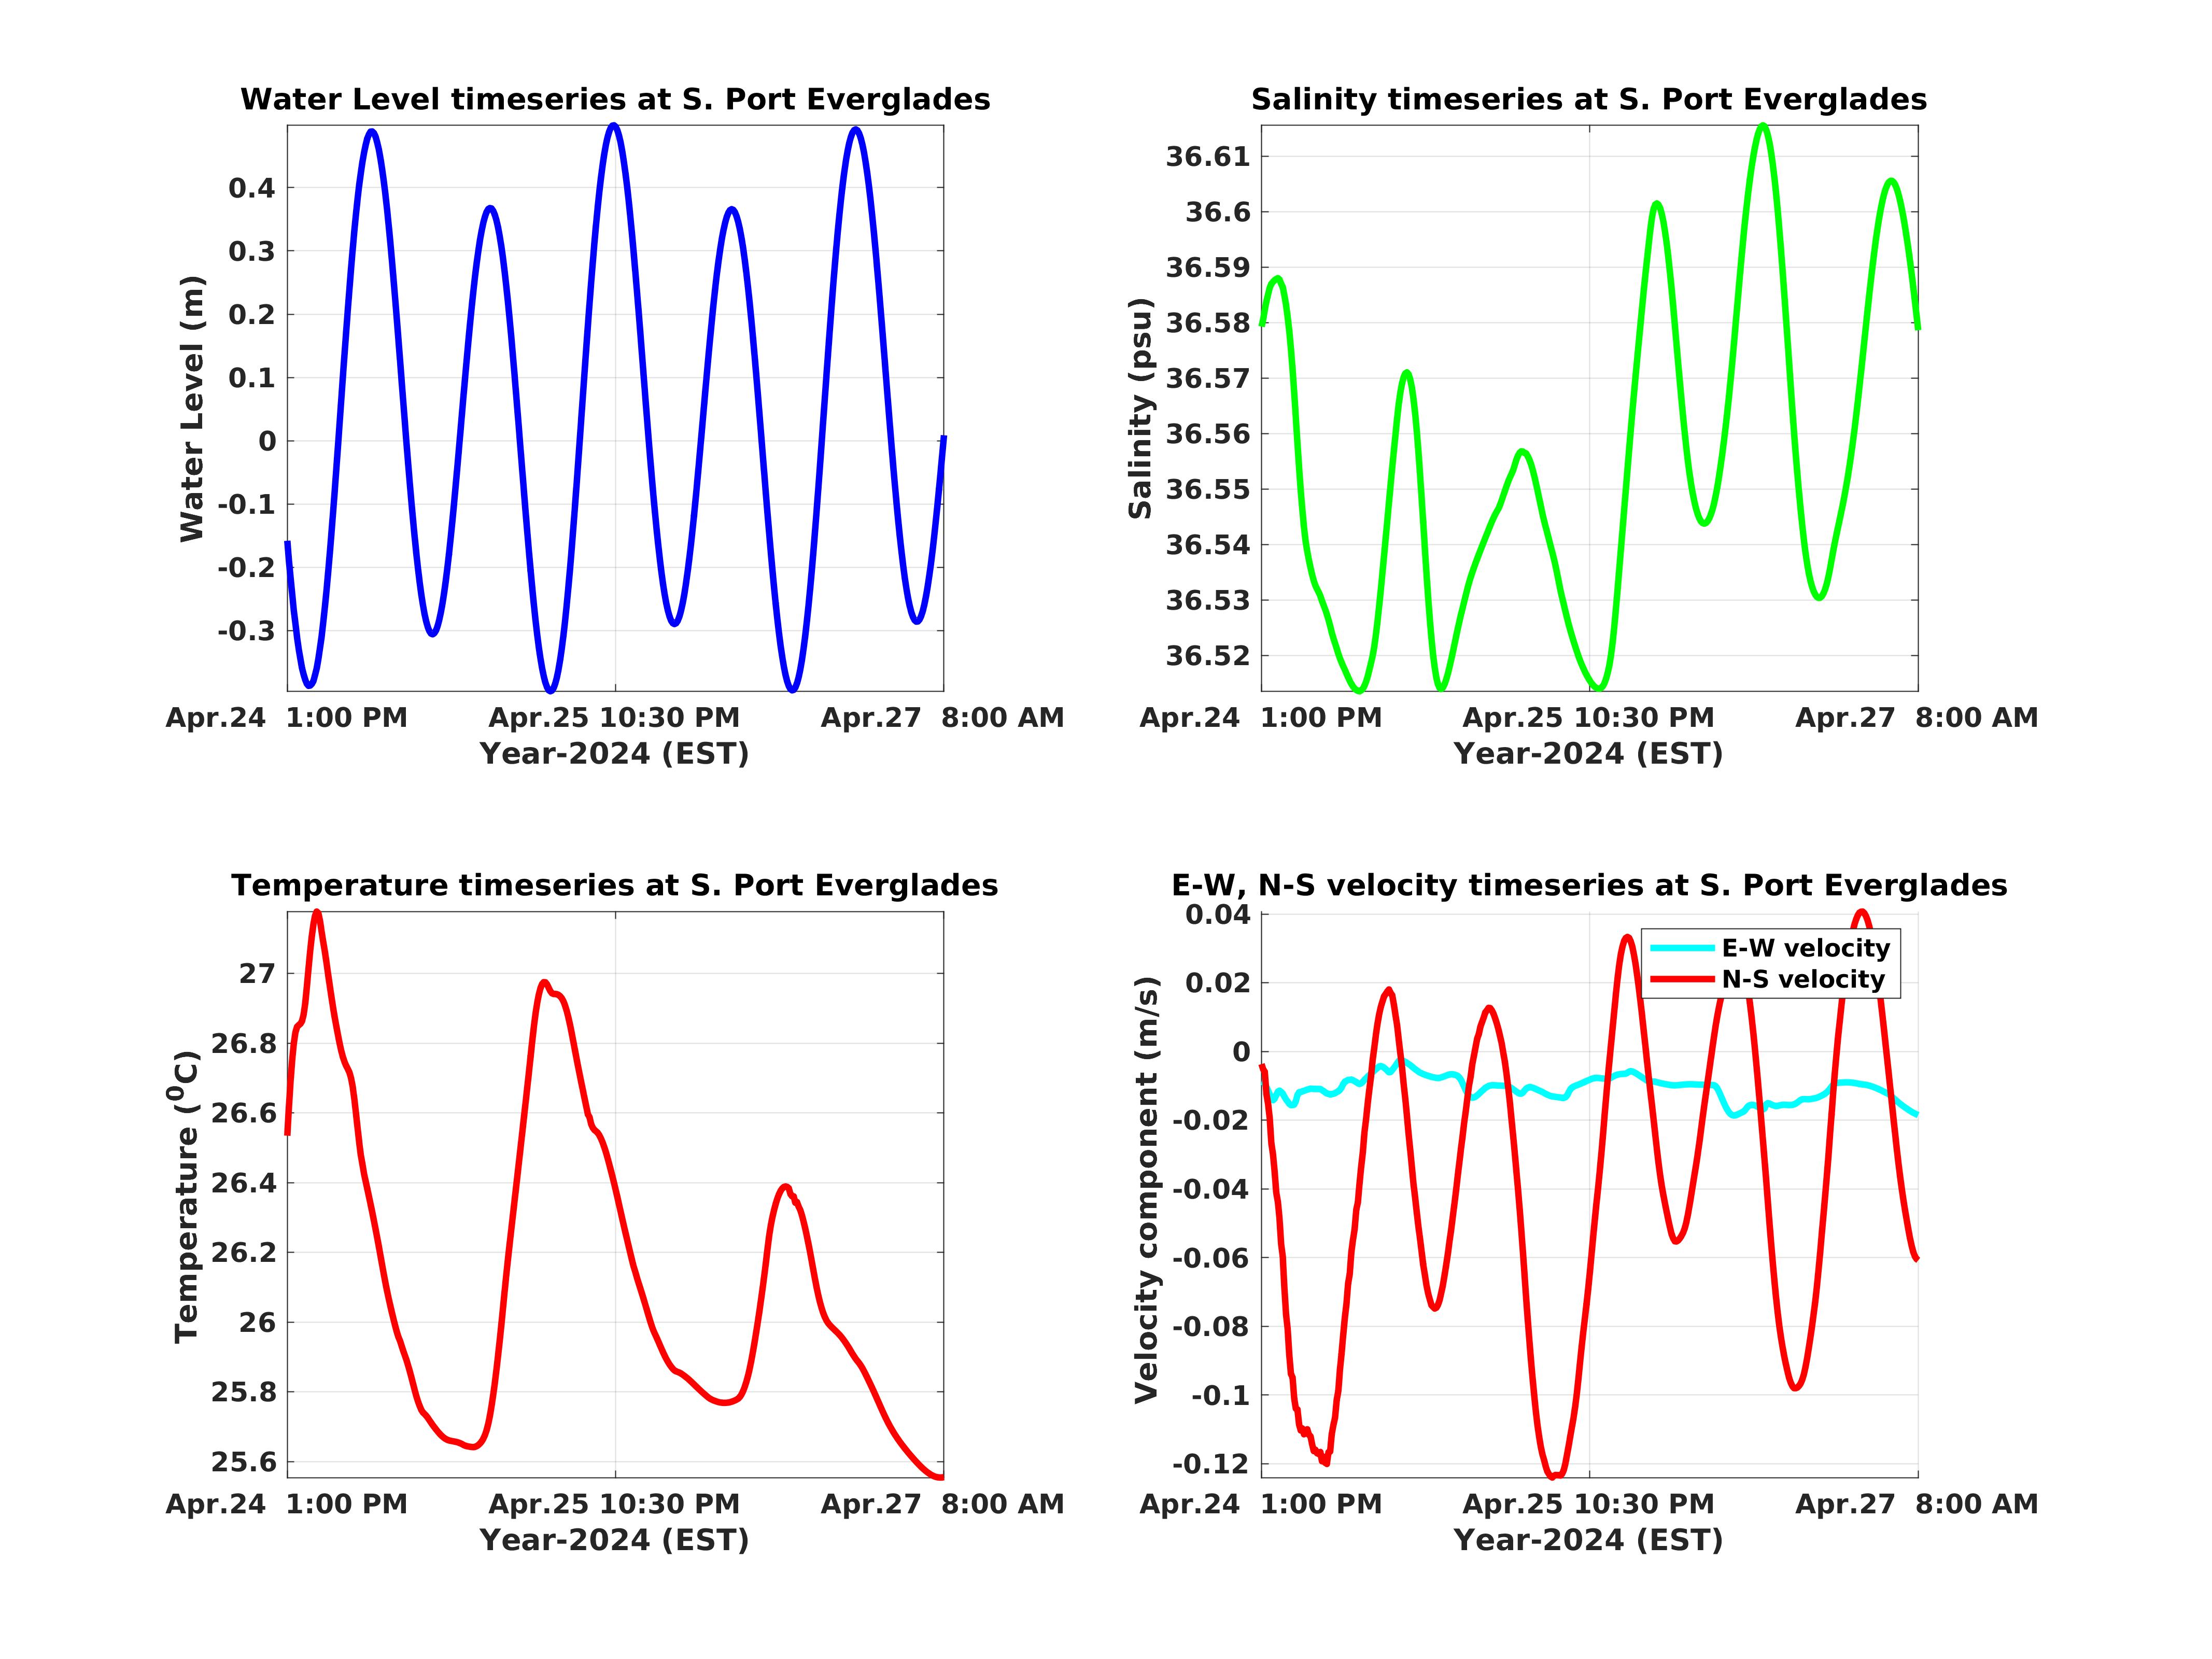 Water Level timeseries at S. Port Everglades
Water Level (m)
0.4
0.3
0.2
0.1
0
-0.1
-0.2
-0.3
Apr.24 1:00 PM
Apr.25 10:30 PM
Apr.27 8:00 AM
Year-2024 (EST)
Salinity timeseries at S. Port Everglades
Salinity (psu)
36.61
36.6
36.59
36.58
36.57
36.56
36.55
36.54
36.53
36.52
Apr.24 1:00 PM
Apr.25 10:30 PM
Apr.27 8:00 AM
Year-2024 (EST)
Temperature timeseries at S. Port Everglades
Temperature (⁰C)
27
26.8
26.6
26.4
26.2
26
25.8
25.6
Apr.24 1:00 PM
Apr.25 10:30 PM
Apr.27 8:00 AM
Year-2024 (EST)
E-W, N-S velocity timeseries at S. Port Everglades
Velocity component (m/s)
0.04
0.02
0
-0.02
-0.04
-0.06
-0.08
-0.1
-0.12
E-W velocity
N-S velocity
Apr.24 1:00 PM
Apr.25 10:30 PM
Apr.27 8:00 AM
Year-2024 (EST)